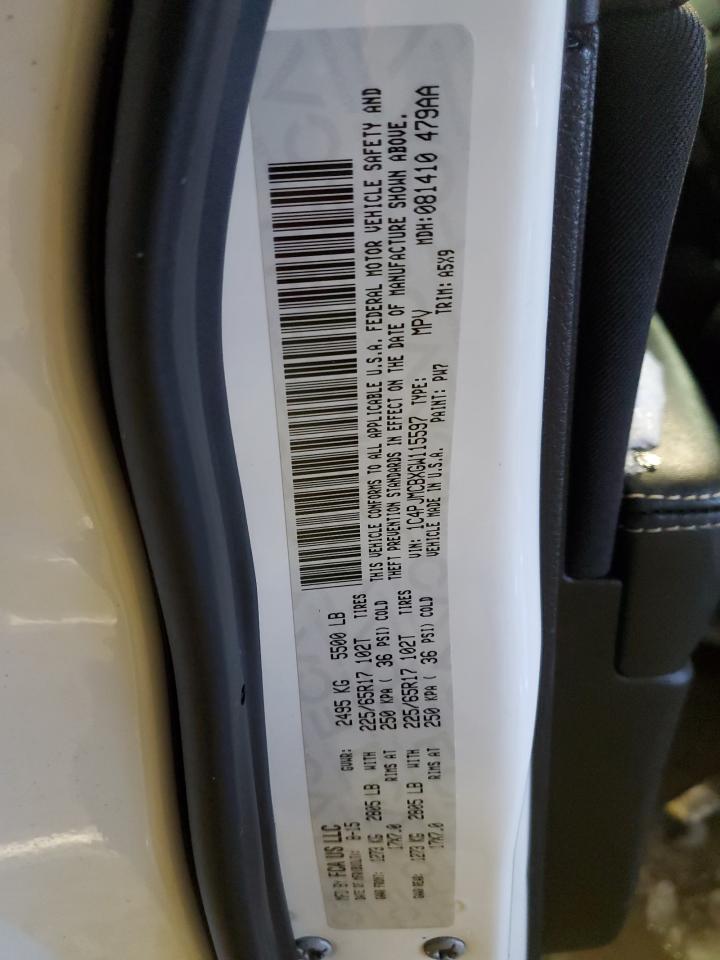 MFD BY FCA US LLC
DATE OF MFR: 8-15 GVWR: 2495 KG 5500 LB
GAWR FRONT: 1273 KG 2805 LB WITH 225/65R17 102T TIRES
17X7.0 RIMS AT 250 KPA ( 36 PSI) COLD
GAWR REAR: 1273 KG 2805 LB WITH 225/65R17 102T TIRES
17X7.0 RIMS AT 250 KPA ( 36 PSI) COLD
THIS VEHICLE CONFORMS TO ALL APPLICABLE U.S.A. FEDERAL MOTOR VEHICLE SAFETY AND
THEFT PREVENTION STANDARDS IN EFFECT ON THE DATE OF MANUFACTURE SHOWN ABOVE.
VIN: 1C4PJMCBXGW115597 TYPE: MPV MDH:081410 479AA
VEHICLE MADE IN U.S.A. PAINT: PW7 TRIM: A5X9